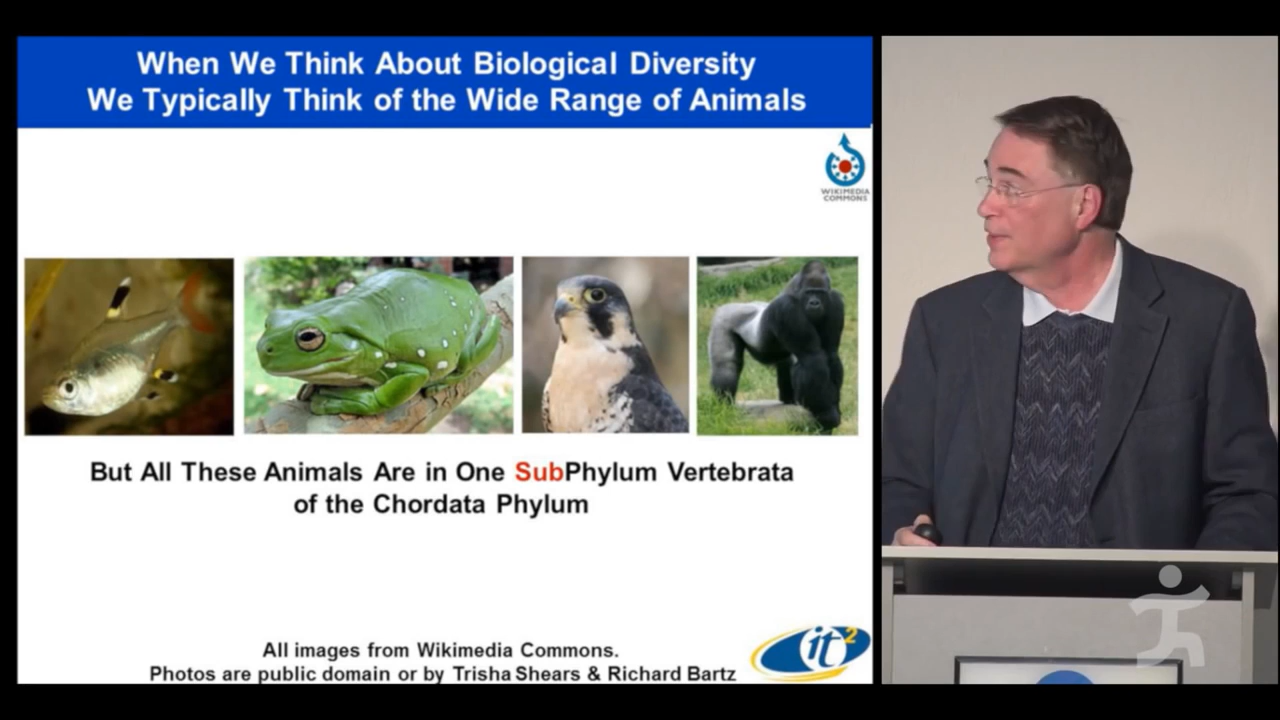 When We Think About Biological Diversity
We Typically Think of the Wide Range of Animals
WIKIMEDIA
COMMONS
But All These Animals Are in One SubPhylum Vertebrata
of the Chordata Phylum
All images from Wikimedia Commons.
Photos are public domain or by Trisha Shears & Richard Bartz
it2